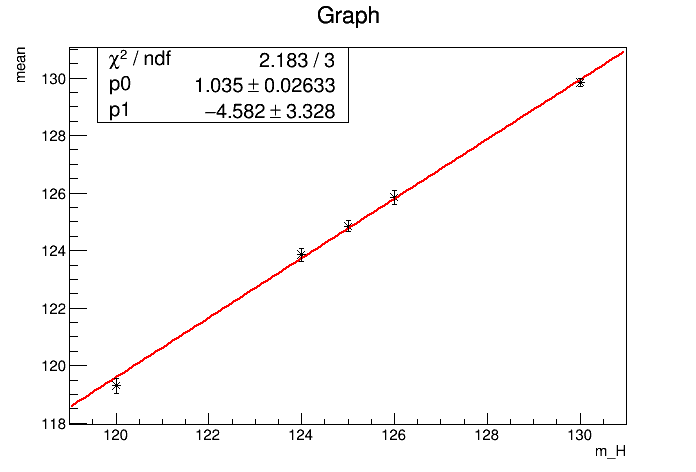 Graph
mean
χ² / ndf 2.183 / 3
p0 1.035 ± 0.02633
p1 −4.582 ± 3.328
130
128
126
124
122
120
118
120 122 124 126 128 130
m_H